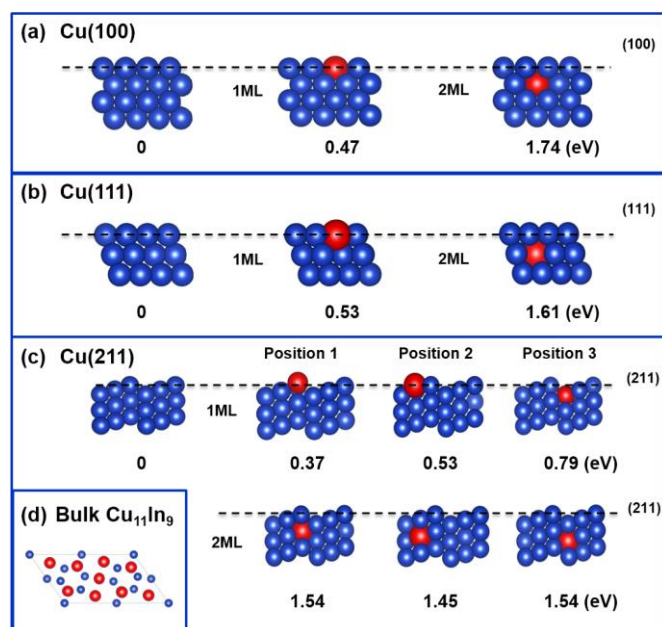 (a) Cu(100)
(100)
1ML
2ML
0
0.47
1.74 (eV)
(b) Cu(111)
(111)
1ML
2ML
0
0.53
1.61 (eV)
(c) Cu(211)
Position 1
Position 2
Position 3
(211)
1ML
0
0.37
0.53
0.79 (eV)
(d) Bulk Cu₁₁In₉
(211)
2ML
1.54
1.45
1.54 (eV)